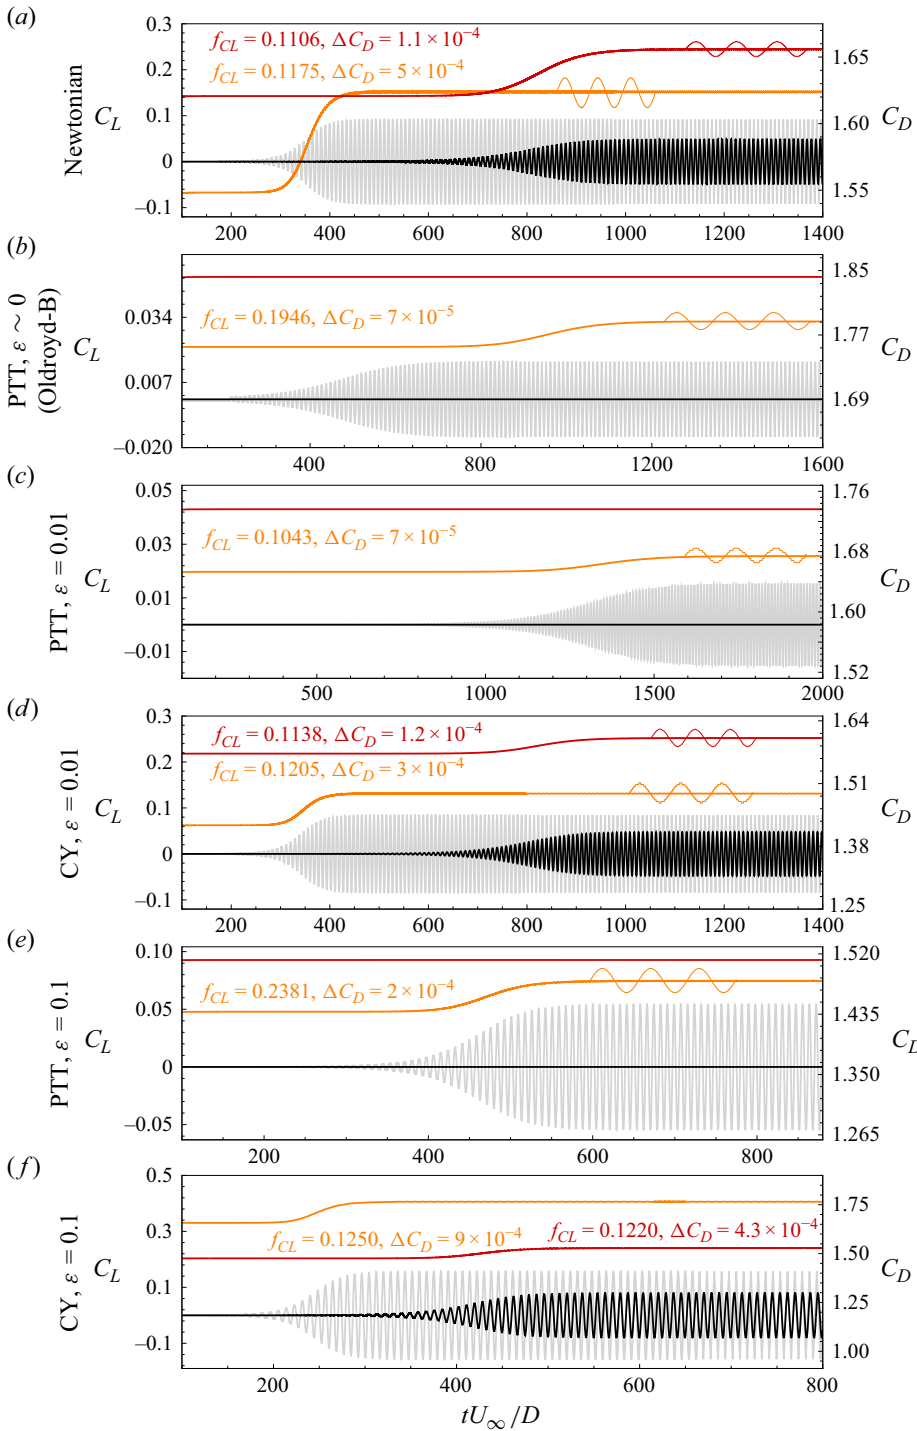 (a)
0.3
0.2
0.1
0
–0.1
C_L
Newtonian
f_CL = 0.1106, ΔC_D = 1.1 × 10⁻⁴
f_CL = 0.1175, ΔC_D = 5 × 10⁻⁴
1.65
1.60
1.55
C_D
200 400 600 800 1000 1200 1400
(b)
0.034
0.007
–0.020
C_L
PTT, ε ~ 0
(Oldroyd-B)
f_CL = 0.1946, ΔC_D = 7 × 10⁻⁵
1.85
1.77
1.69
C_D
400 800 1200 1600
(c)
0.05
0.03
0.01
–0.01
C_L
PTT, ε = 0.01
f_CL = 0.1043, ΔC_D = 7 × 10⁻⁵
1.76
1.68
1.60
1.52
C_D
500 1000 1500 2000
(d)
0.3
0.2
0.1
0
–0.1
C_L
CY, ε = 0.01
f_CL = 0.1138, ΔC_D = 1.2 × 10⁻⁴
f_CL = 0.1205, ΔC_D = 3 × 10⁻⁴
1.64
1.51
1.38
1.25
C_D
200 400 600 800 1000 1200 1400
(e)
0.10
0.05
0
–0.05
C_L
PTT, ε = 0.1
f_CL = 0.2381, ΔC_D = 2 × 10⁻⁴
1.520
1.435
1.350
1.265
C_D
200 400 600 800
(f)
0.5
0.3
0.1
–0.1
C_L
CY, ε = 0.1
f_CL = 0.1250, ΔC_D = 9 × 10⁻⁴
f_CL = 0.1220, ΔC_D = 4.3 × 10⁻⁴
1.75
1.50
1.25
1.00
C_D
200 400 600 800
tU_∞/D